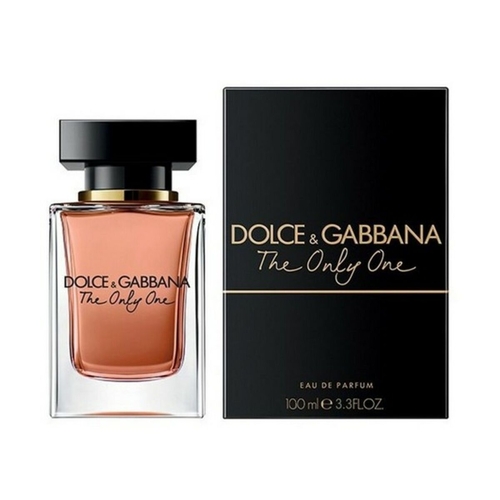 DOLCE & GABBANA
The Only One
DOLCE & GABBANA
The Only One
EAU DE PARFUM
100 ml e 3.3FLOZ.